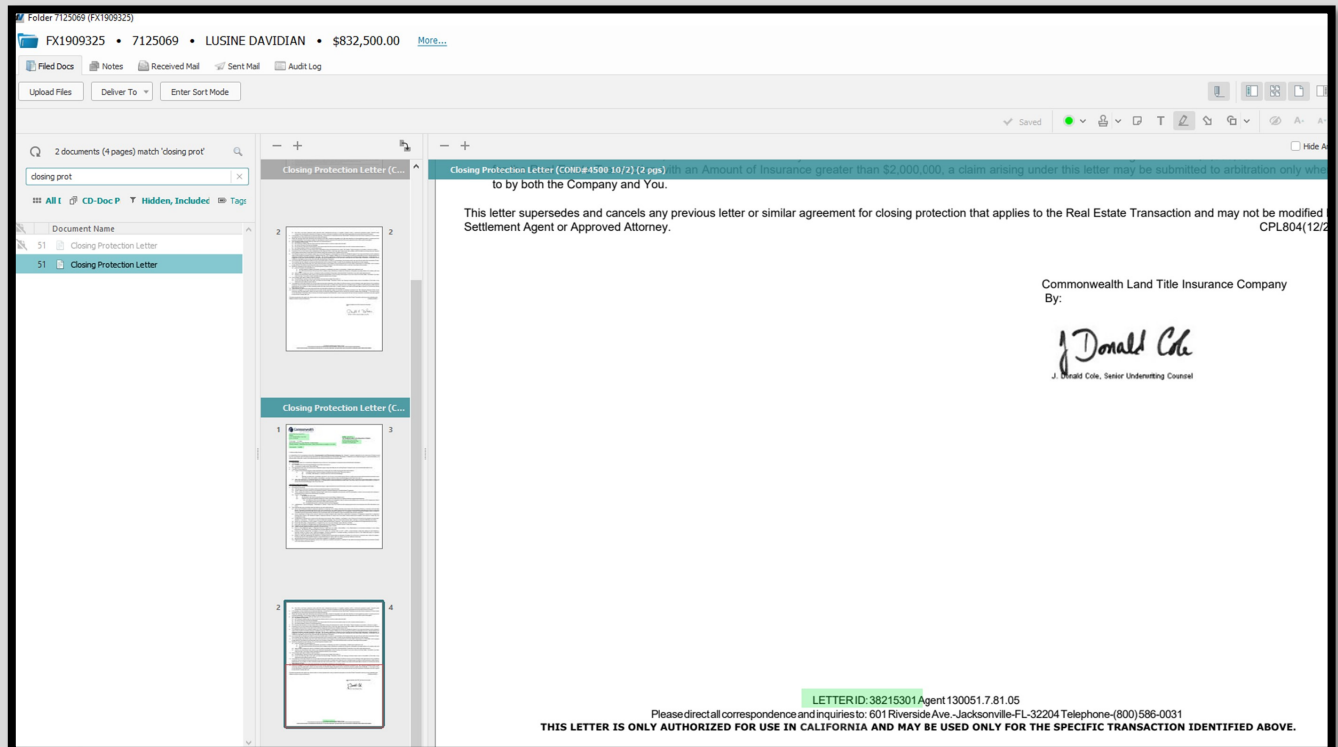 Folder 7125069 (FX1909325)
FX1909325 • 7125069 • LUSINE DAVIDIAN • $832,500.00 More...
Filed Docs Notes Received Mail Sent Mail Audit Log
Upload Files Deliver To Enter Sort Mode
Saved T A- A+
2 documents (4 pages) match 'closing prot'
Hide A
closing prot
All I CD-Doc P Hidden, Included Tags
Document Name
51 Closing Protection Letter
51 Closing Protection Letter
Closing Protection Letter (C...
2 2
Closing Protection Letter (C...
1 Commonwealth 3
2 4
Closing Protection Letter (COND#4500 10/2) (2 pgs) ith an Amount of Insurance greater than $2,000,000, a claim arising under this letter may be submitted to arbitration only whe
to by both the Company and You.
This letter supersedes and cancels any previous letter or similar agreement for closing protection that applies to the Real Estate Transaction and may not be modified
Settlement Agent or Approved Attorney. CPL804(12/2
Commonwealth Land Title Insurance Company
By:
J Donald Cole
J. Donald Cole, Senior Underwriting Counsel
LETTER ID: 38215301 Agent 130051.7.81.05
Please direct all correspondence and inquiries to: 601 Riverside Ave.-Jacksonville-FL-32204 Telephone-(800)586-0031
THIS LETTER IS ONLY AUTHORIZED FOR USE IN CALIFORNIA AND MAY BE USED ONLY FOR THE SPECIFIC TRANSACTION IDENTIFIED ABOVE.